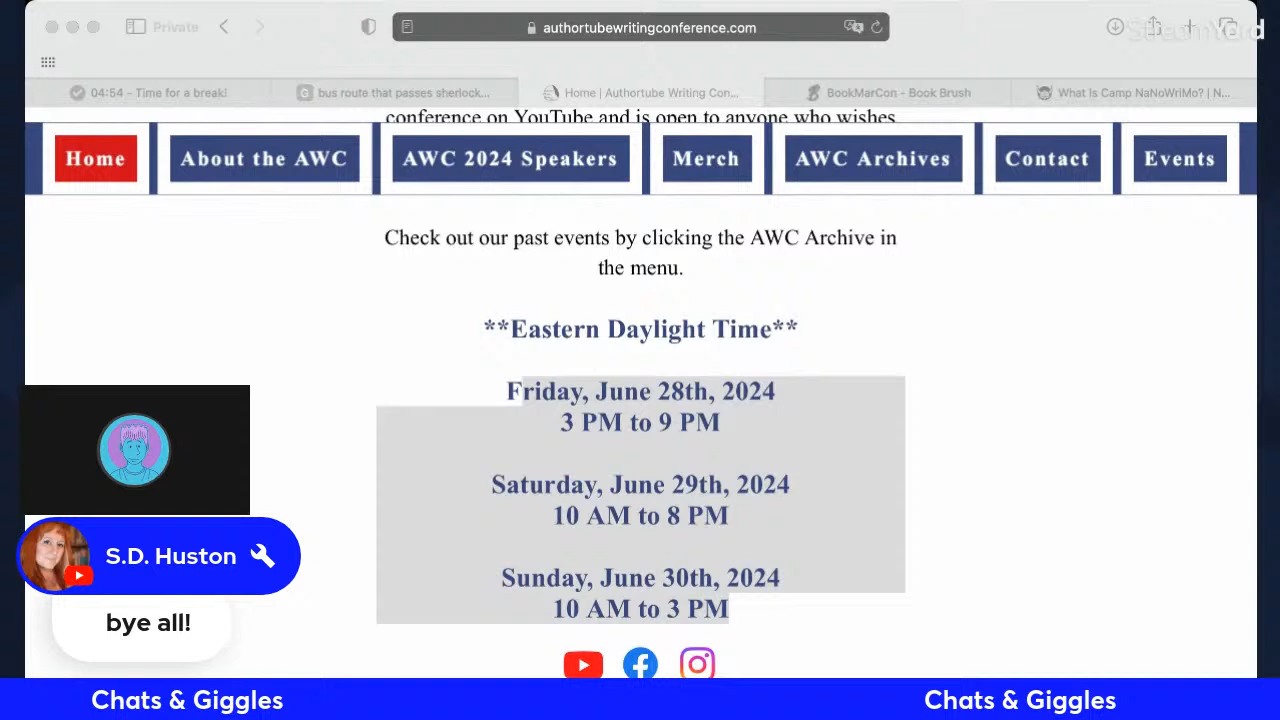 Private
authortubewritingconference.com
StreamYard
04:54 - Time for a break!
bus route that passes sherlock...
Home | Authortube Writing Con...
BookMarCon - Book Brush
What Is Camp NaNoWriMo? | N...
conference on YouTube and is open to anyone who wishes
Home
About the AWC
AWC 2024 Speakers
Merch
AWC Archives
Contact
Events
Check out our past events by clicking the AWC Archive in
the menu.
**Eastern Daylight Time**
Friday, June 28th, 2024
3 PM to 9 PM
Saturday, June 29th, 2024
10 AM to 8 PM
Sunday, June 30th, 2024
10 AM to 3 PM
S.D. Huston
bye all!
Chats & Giggles
Chats & Giggles